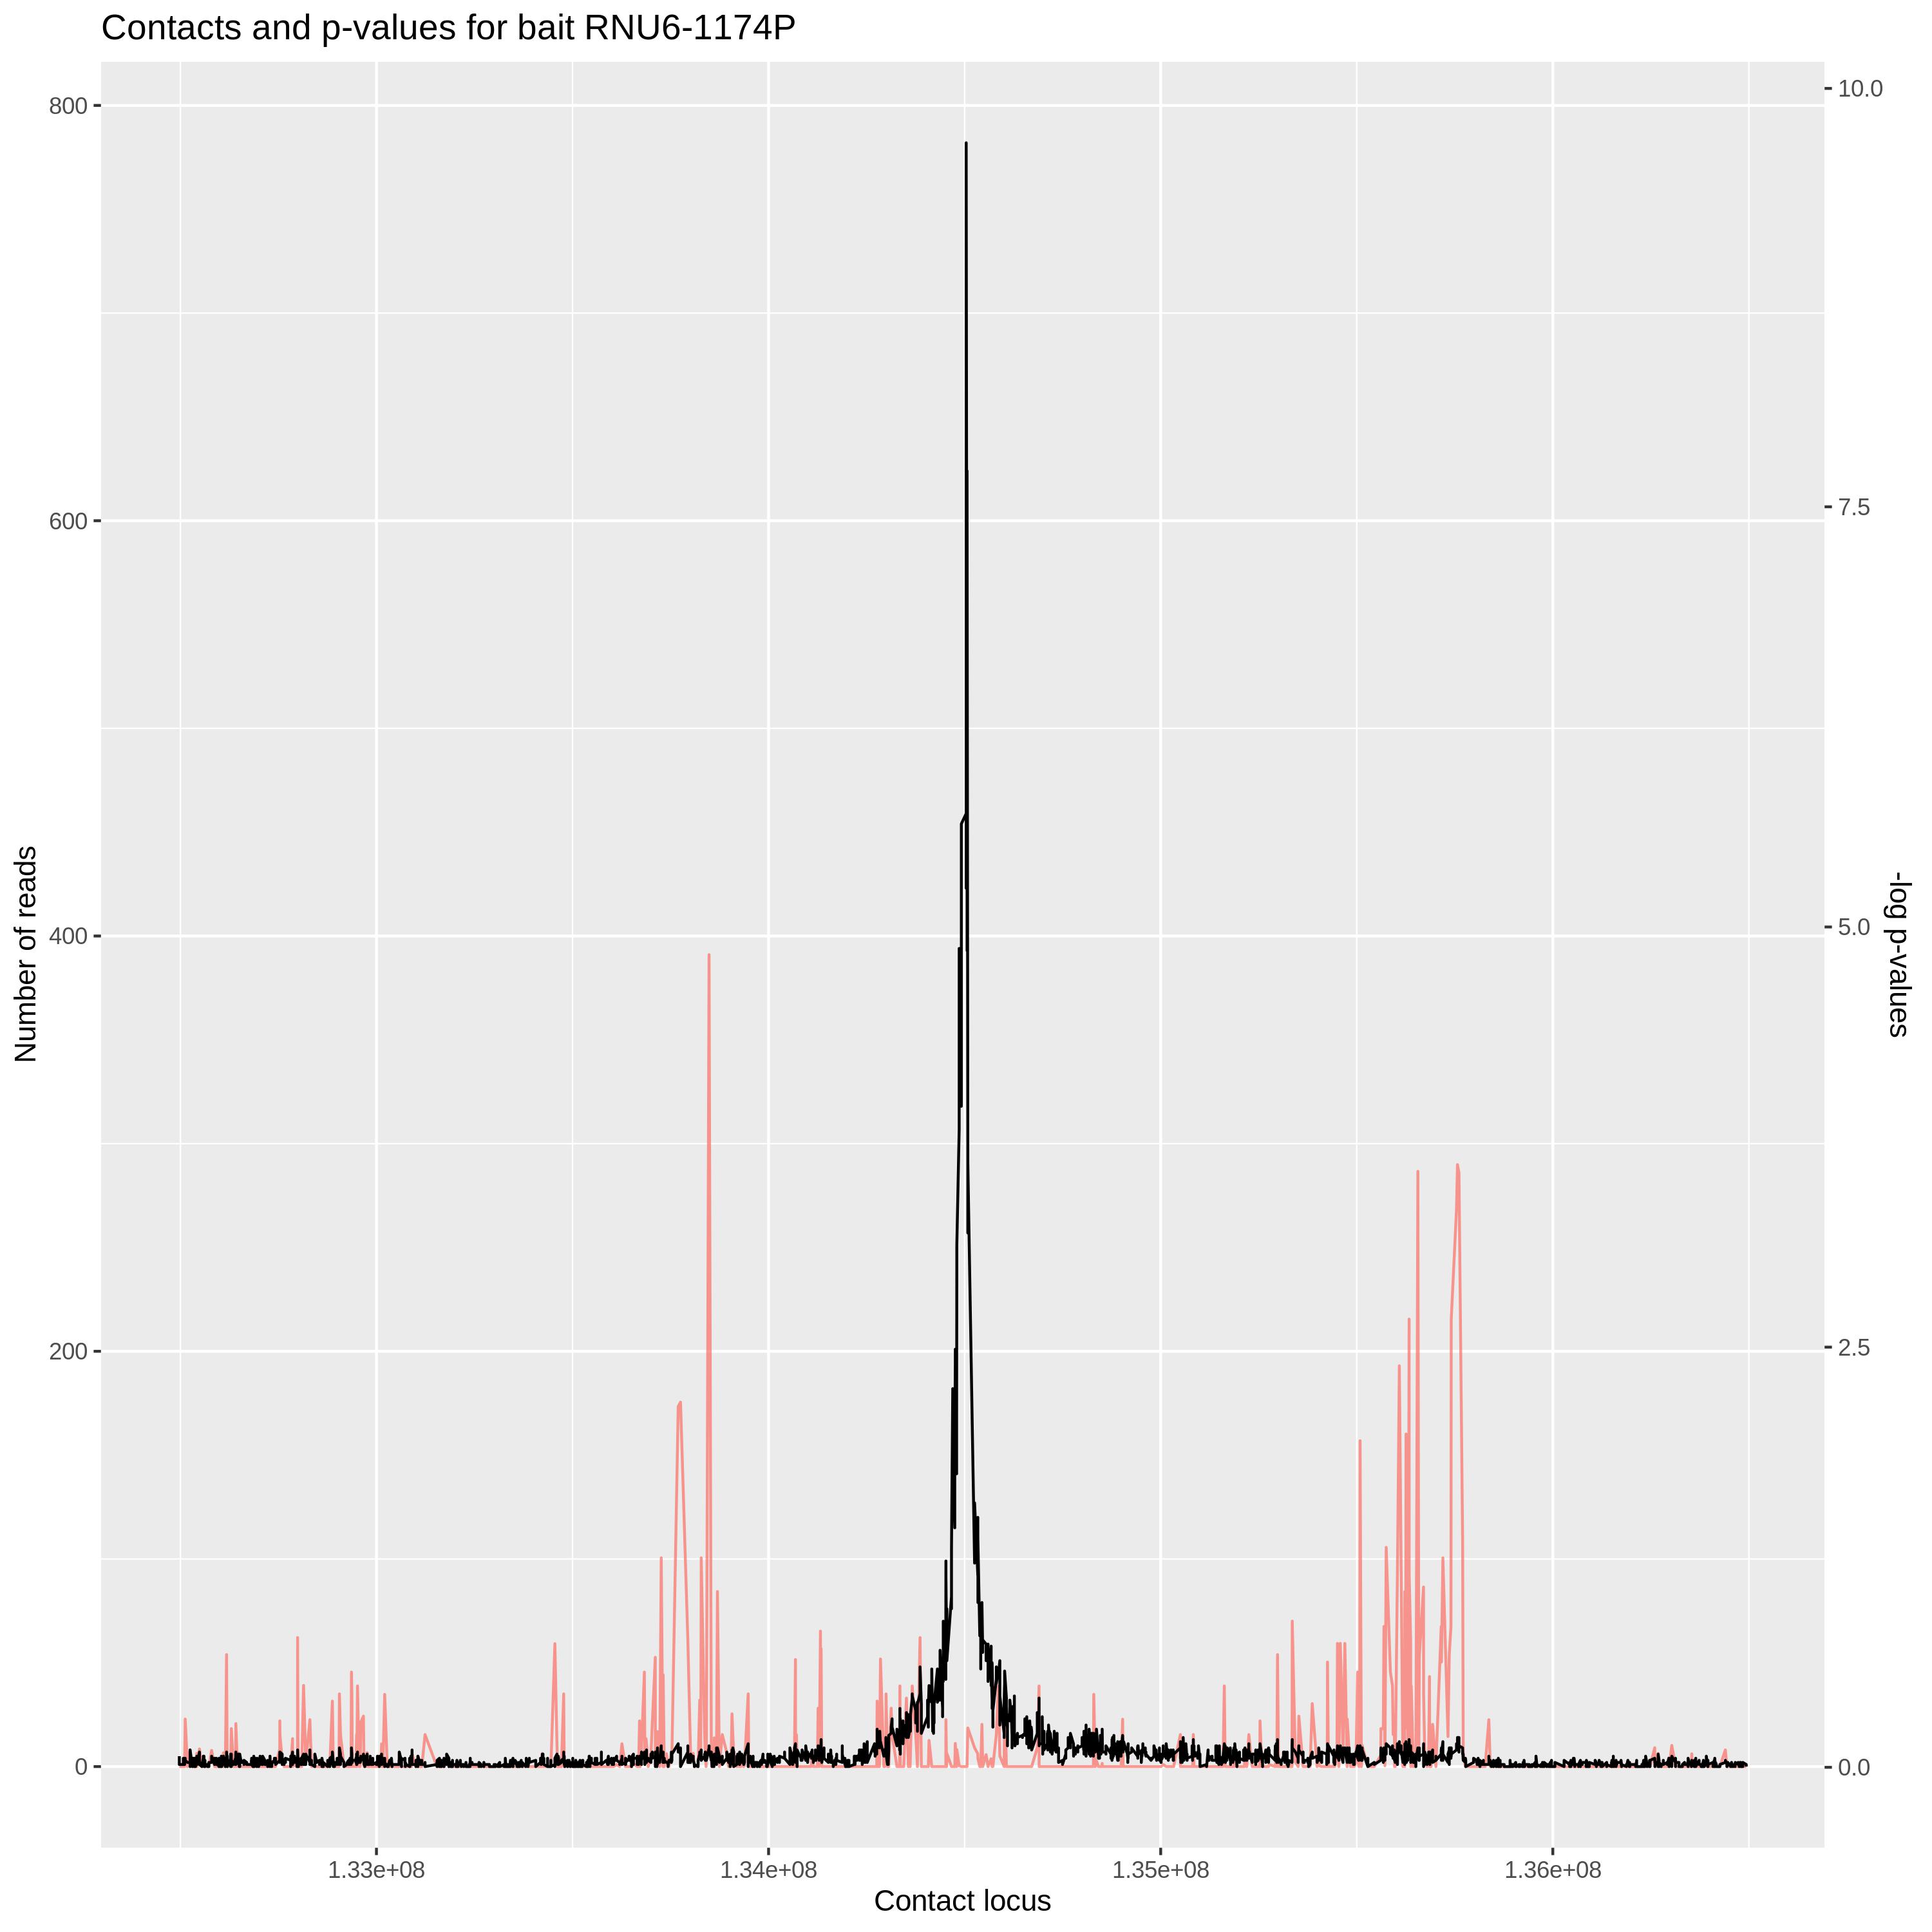 Contacts and p-values for bait RNU6-1174P
800
600
400
200
0
10.0
7.5
5.0
2.5
0.0
Number of reads
-log p-values
1.33e+08 1.34e+08 1.35e+08 1.36e+08
Contact locus